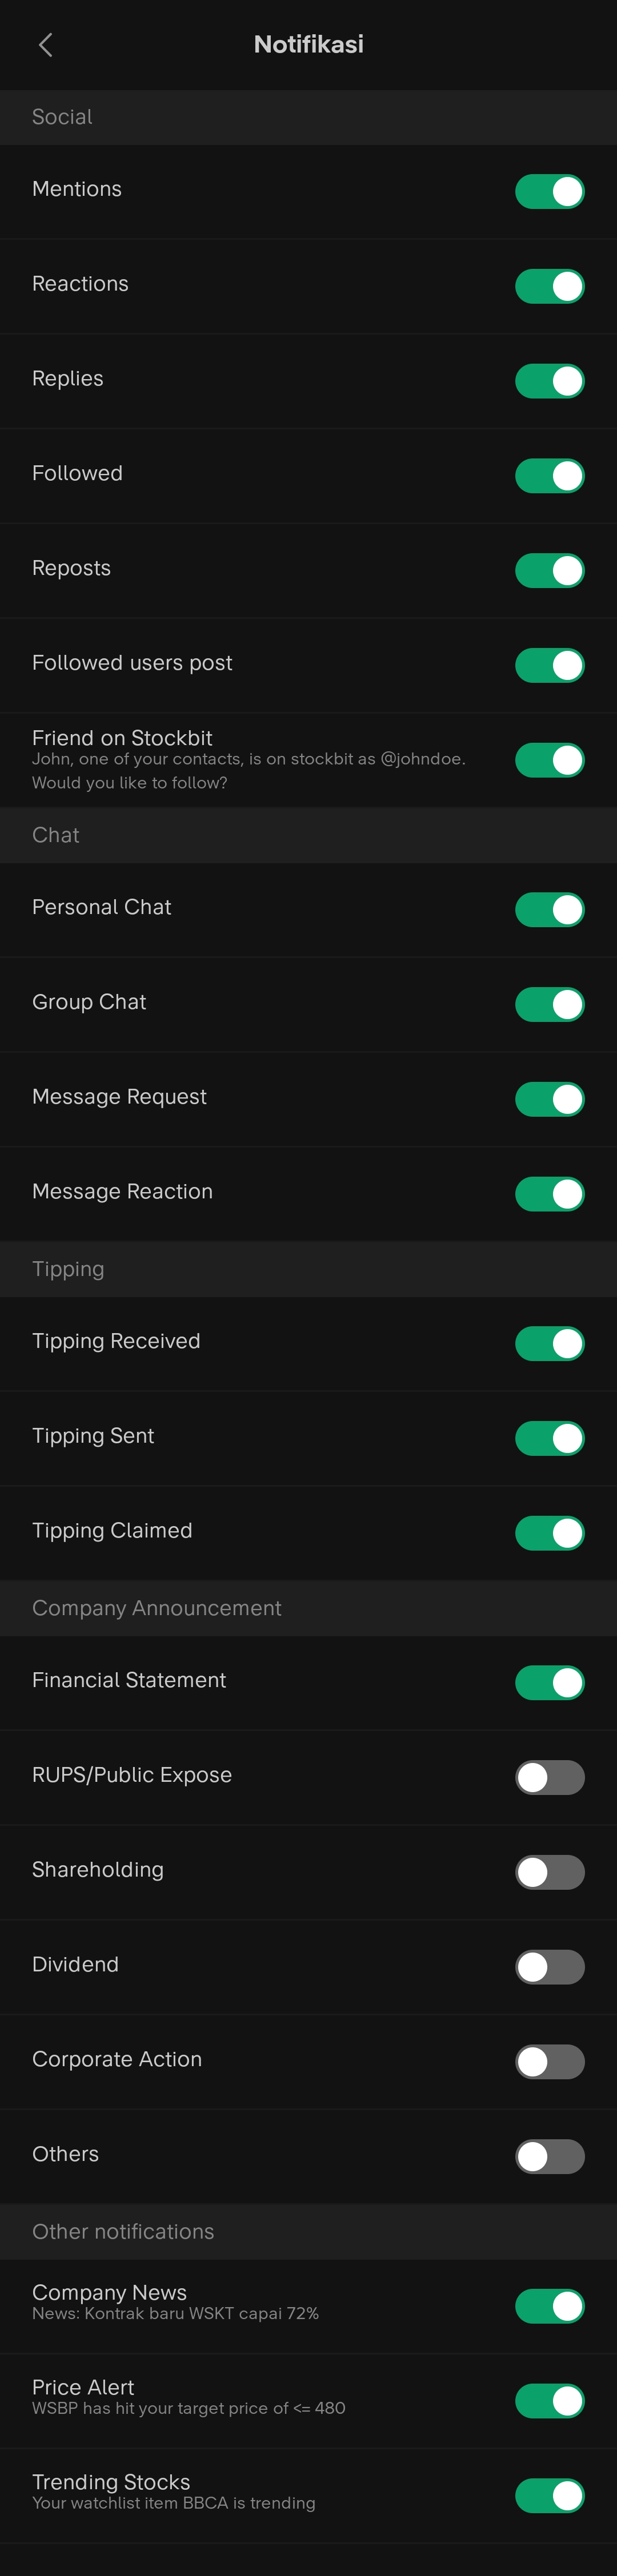 Notifikasi
Social
Mentions
Reactions
Replies
Followed
Reposts
Followed users post
Friend on Stockbit
John, one of your contacts, is on stockbit as @johndoe.
Would you like to follow?
Chat
Personal Chat
Group Chat
Message Request
Message Reaction
Tipping
Tipping Received
Tipping Sent
Tipping Claimed
Company Announcement
Financial Statement
RUPS/Public Expose
Shareholding
Dividend
Corporate Action
Others
Other notifications
Company News
News: Kontrak baru WSKT capai 72%
Price Alert
WSBP has hit your target price of <= 480
Trending Stocks
Your watchlist item BBCA is trending